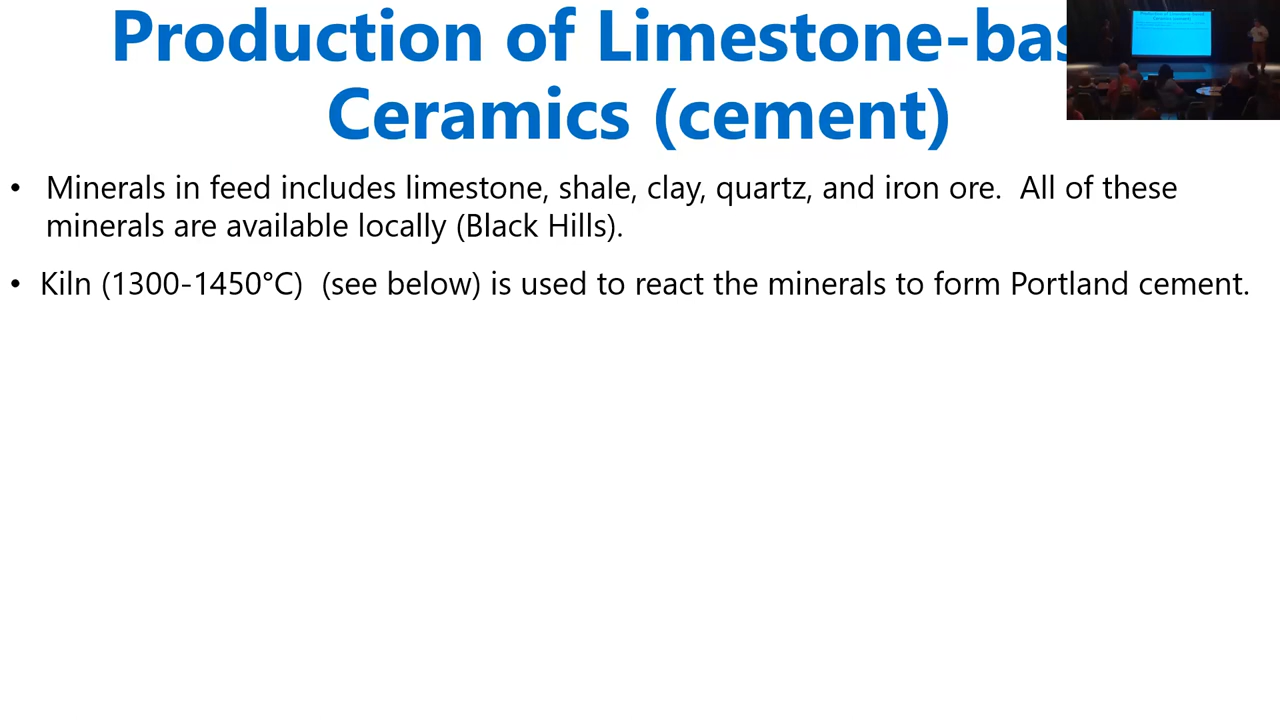 Production of Limestone-bas
Ceramics (cement)
• Minerals in feed includes limestone, shale, clay, quartz, and iron ore.  All of these
minerals are available locally (Black Hills).
• Kiln (1300-1450°C)  (see below) is used to react the minerals to form Portland cement.